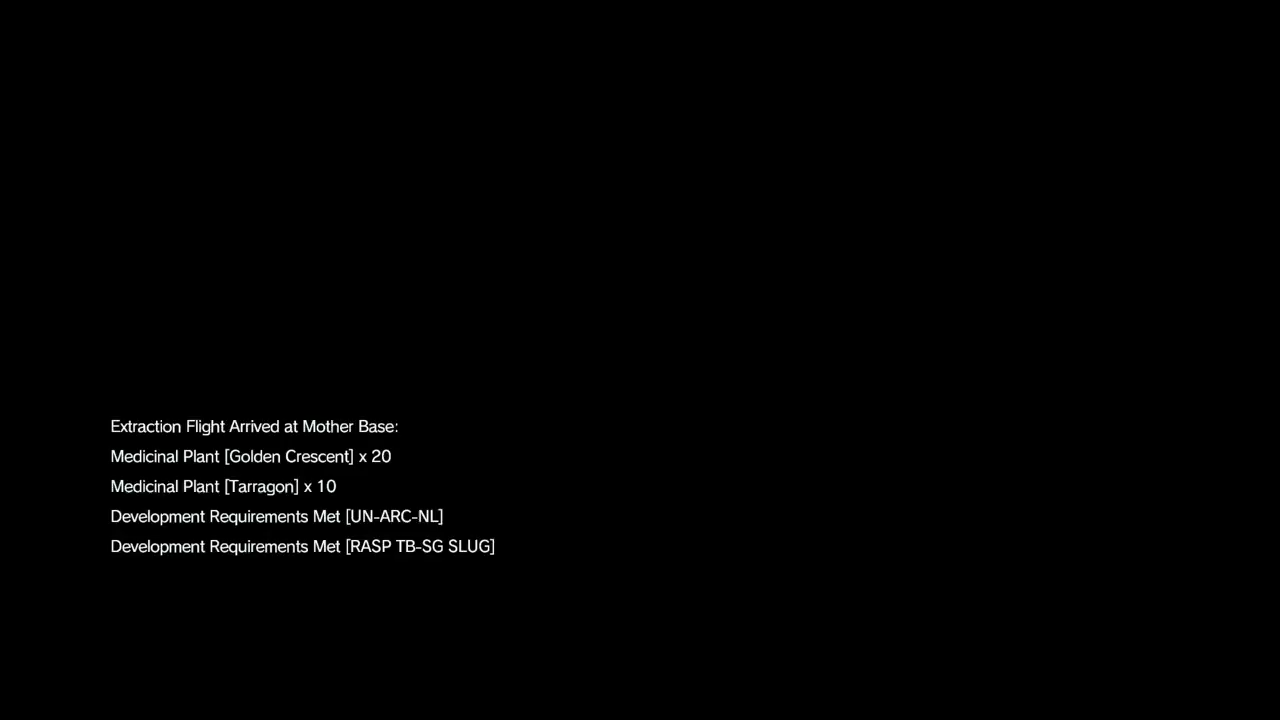 Extraction Flight Arrived at Mother Base:
Medicinal Plant [Golden Crescent] x 20
Medicinal Plant [Tarragon] x 10
Development Requirements Met [UN-ARC-NL]
Development Requirements Met [RASP TB-SG SLUG]